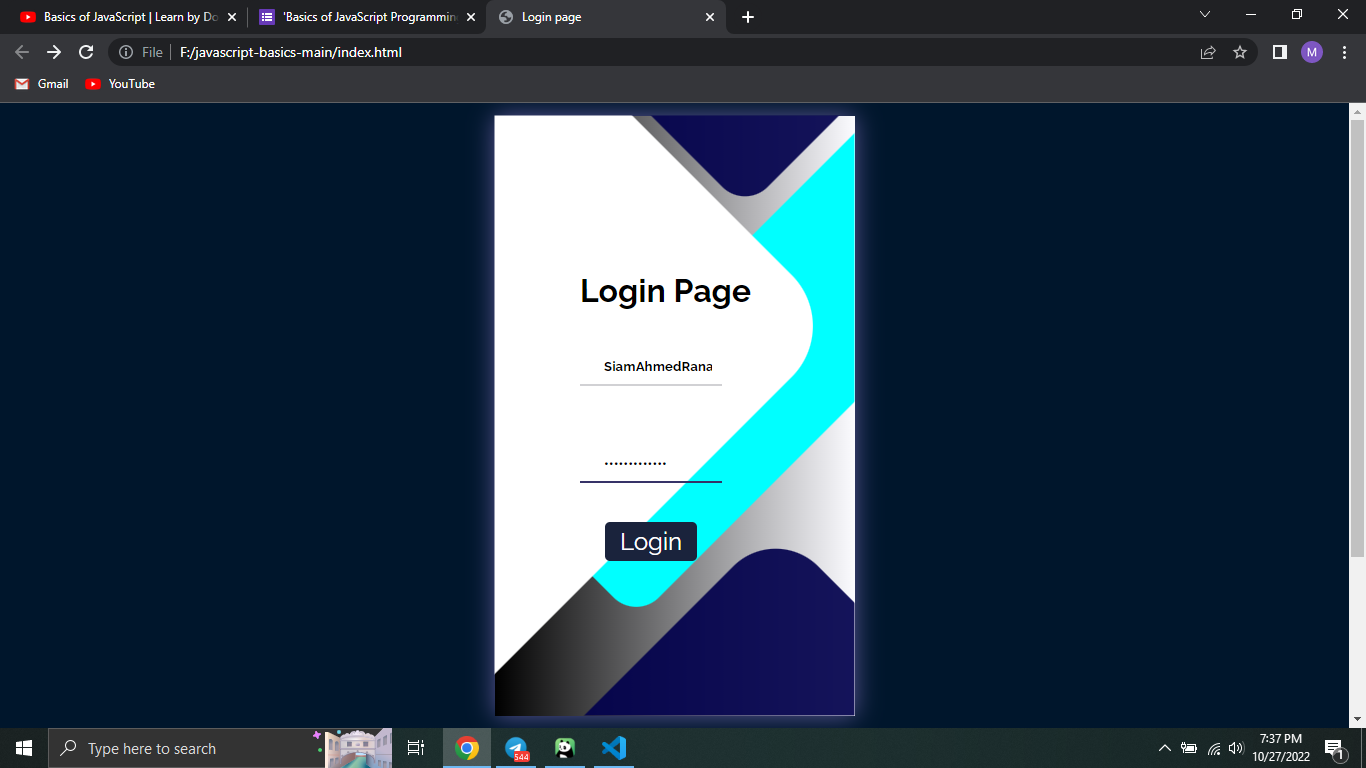 Basics of JavaScript | Learn by Do
'Basics of JavaScript Programmin
Login page
File
F:/javascript-basics-main/index.html
M
Gmail
YouTube
Login Page
SiamAhmedRana
•••••••••••••
Login
Type here to search
544
7:37 PM
10/27/2022
1